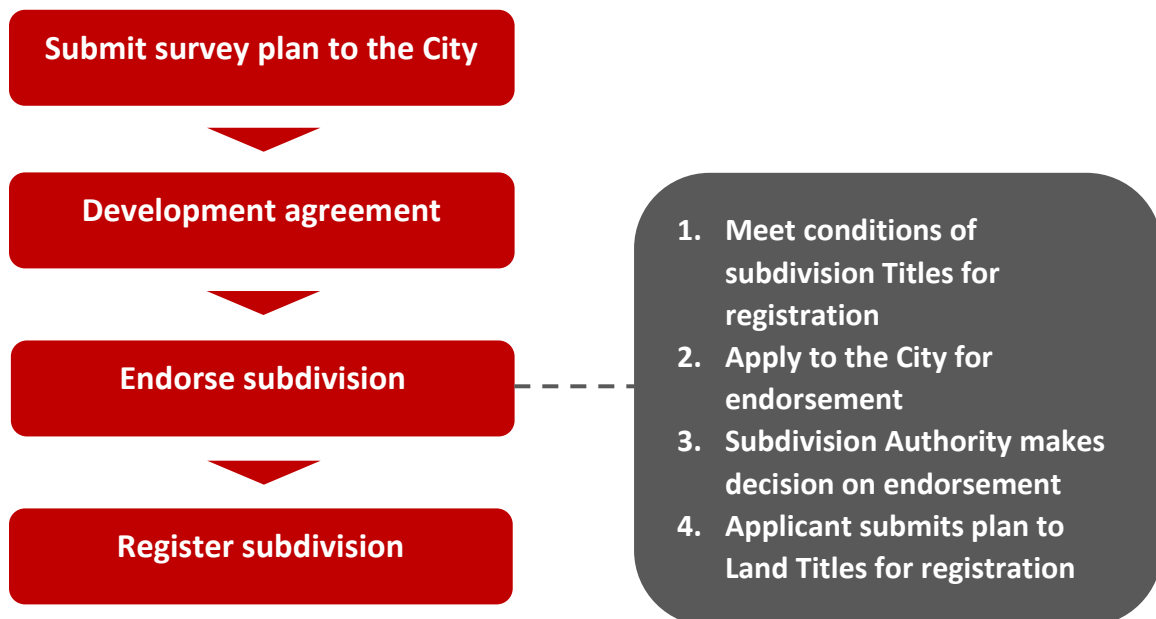 Submit survey plan to the City
Development agreement
Endorse subdivision
Register subdivision
1. Meet conditions of
subdivision Titles for
registration
2. Apply to the City for
endorsement
3. Subdivision Authority makes
decision on endorsement
4. Applicant submits plan to
Land Titles for registration